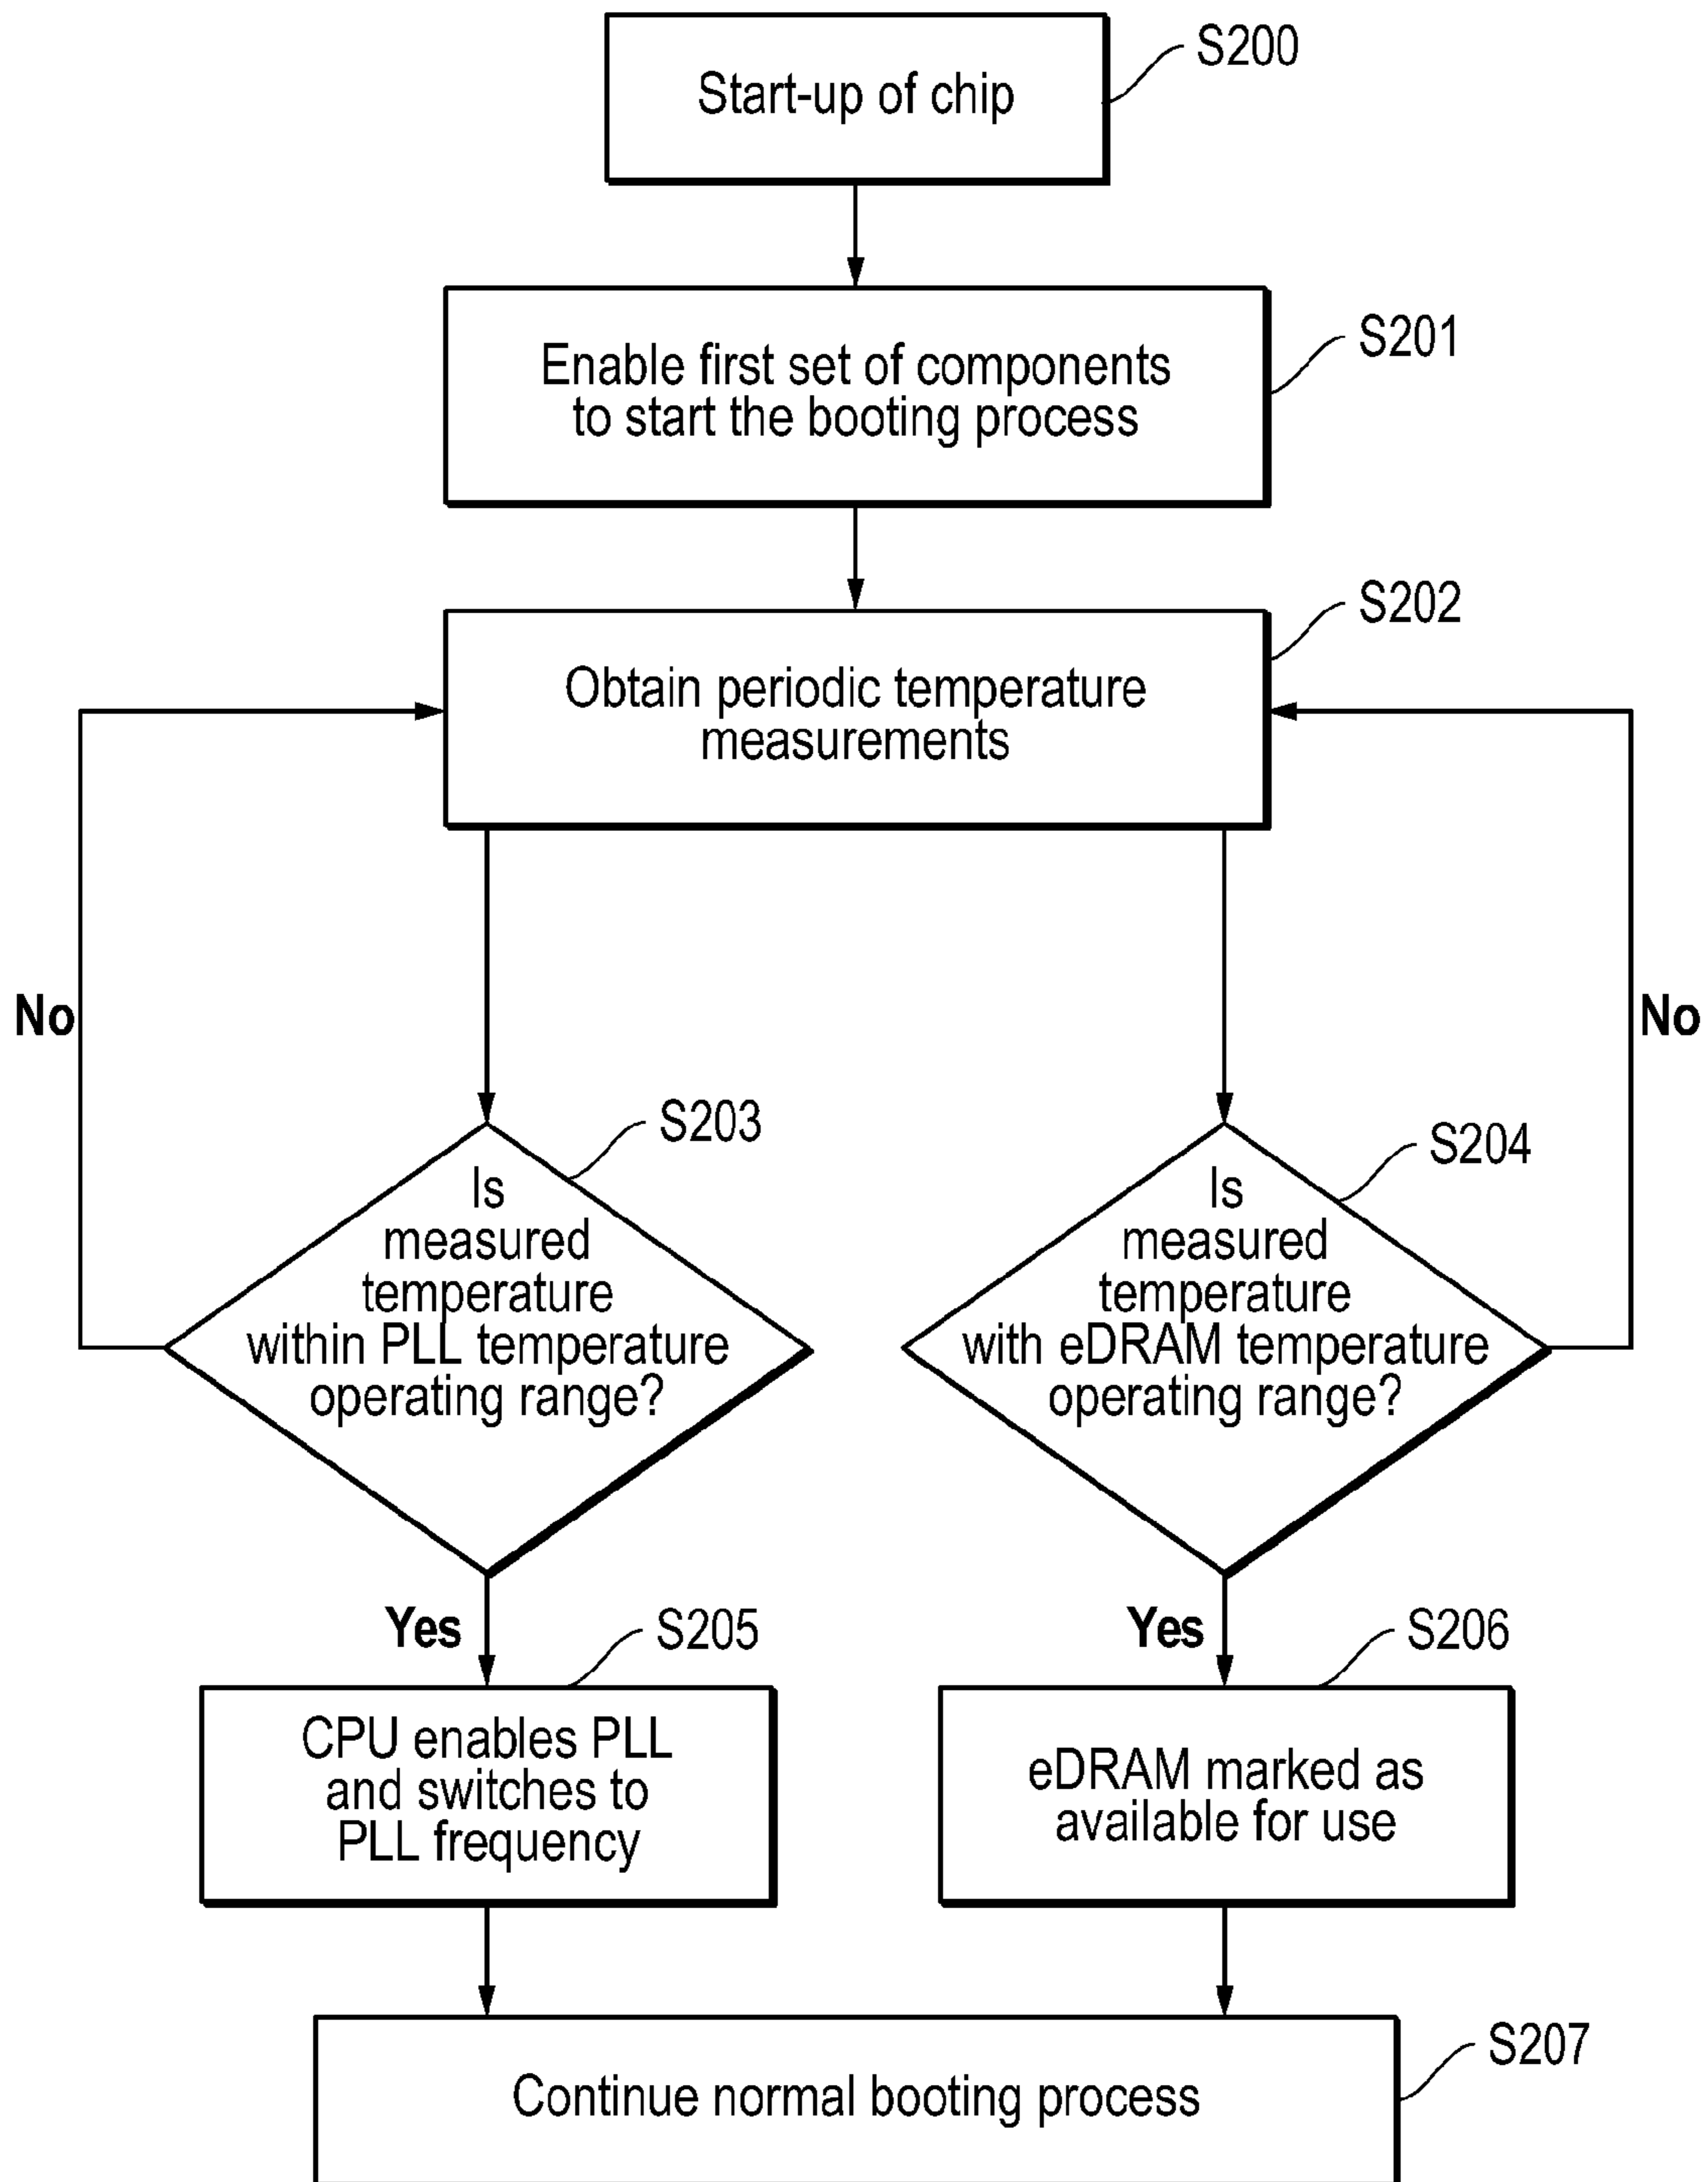 Start-up of chip
S200
Enable first set of components
to start the booting process
S201
Obtain periodic temperature
measurements
S202
No
No
Is
measured
temperature
within PLL temperature
operating range?
S203
Is
measured
temperature
with eDRAM temperature
operating range?
S204
Yes
Yes
CPU enables PLL
and switches to
PLL frequency
S205
eDRAM marked as
available for use
S206
Continue normal booting process
S207